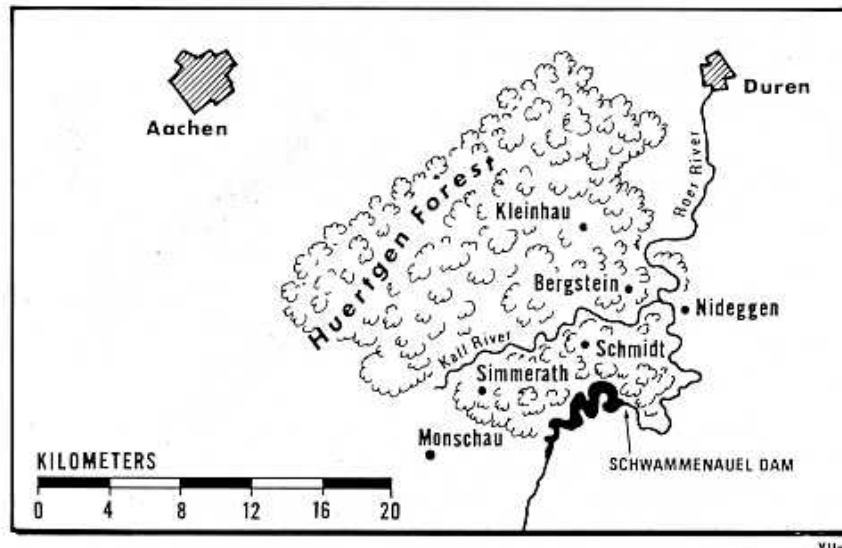 Aachen
Duren
Huertgen Forest
Roer River
Kleinhau
Bergstein
Nideggen
Kall River
Schmidt
Simmerath
Monschau
SCHWAMMENAUEL DAM
KILOMETERS
0 4 8 12 16 20